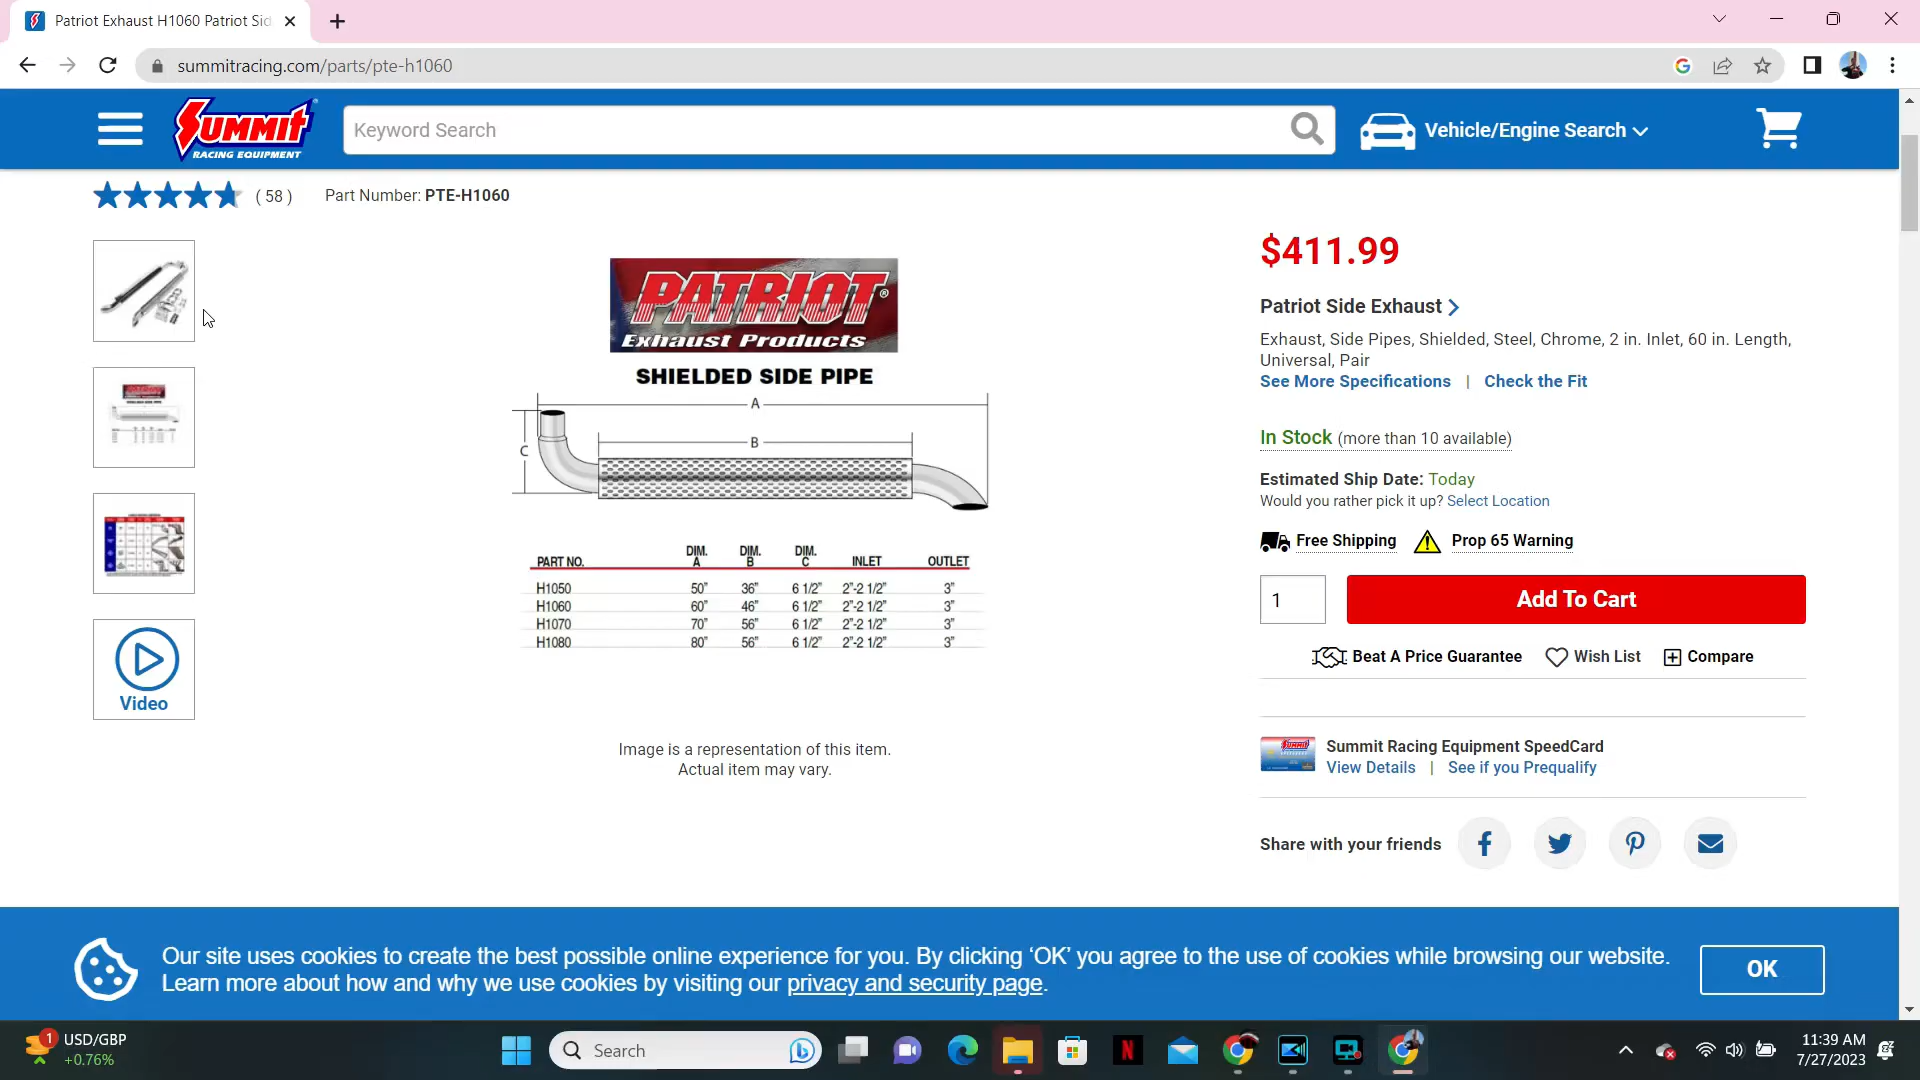 Patriot Exhaust H1060 Patriot Sid
summitracing.com/parts/pte-h1060
SUMMIT
RACING EQUIPMENT
Keyword Search
Vehicle/Engine Search
( 58 )
Part Number: PTE-H1060
PATRIOT®
Exhaust Products
SHIELDED SIDE PIPE
A
B
C
PART NO. DIM. A DIM. B DIM. C INLET OUTLET
H1050 50" 36" 6 1/2" 2"-2 1/2" 3"
H1060 60" 46" 6 1/2" 2"-2 1/2" 3"
H1070 70" 56" 6 1/2" 2"-2 1/2" 3"
H1080 80" 56" 6 1/2" 2"-2 1/2" 3"
Image is a representation of this item.
Actual item may vary.
Video
$411.99
Patriot Side Exhaust
Exhaust, Side Pipes, Shielded, Steel, Chrome, 2 in. Inlet, 60 in. Length,
Universal, Pair
See More Specifications | Check the Fit
In Stock (more than 10 available)
Estimated Ship Date: Today
Would you rather pick it up? Select Location
Free Shipping
Prop 65 Warning
1
Add To Cart
Beat A Price Guarantee
Wish List
Compare
Summit Racing Equipment SpeedCard
View Details | See if you Prequalify
Share with your friends
Our site uses cookies to create the best possible online experience for you. By clicking ‘OK’ you agree to the use of cookies while browsing our website.
Learn more about how and why we use cookies by visiting our privacy and security page.
OK
1
USD/GBP
+0.76%
Search
11:39 AM
7/27/2023